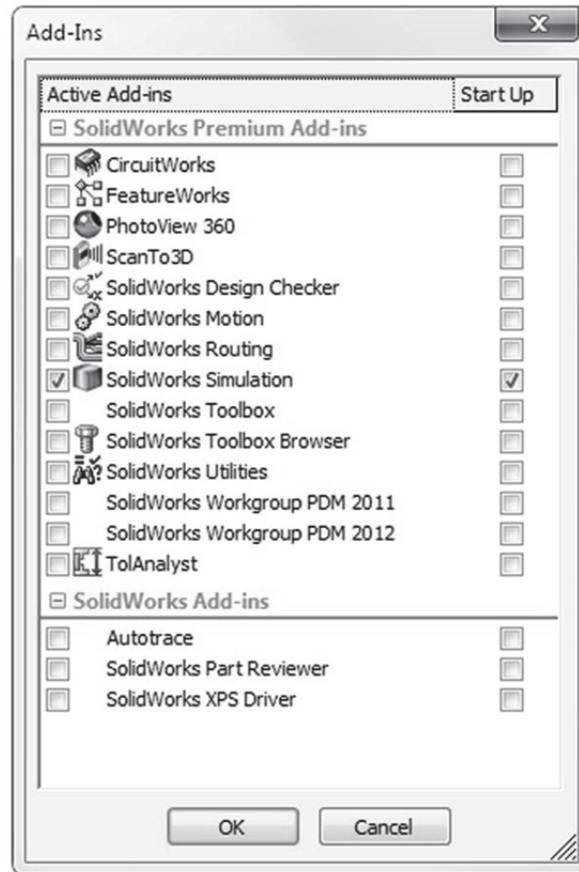 Add-Ins
Active Add-ins Start Up
SolidWorks Premium Add-ins
CircuitWorks
FeatureWorks
PhotoView 360
ScanTo3D
SolidWorks Design Checker
SolidWorks Motion
SolidWorks Routing
SolidWorks Simulation
SolidWorks Toolbox
SolidWorks Toolbox Browser
SolidWorks Utilities
SolidWorks Workgroup PDM 2011
SolidWorks Workgroup PDM 2012
TolAnalyst
SolidWorks Add-ins
Autotrace
SolidWorks Part Reviewer
SolidWorks XPS Driver
OK Cancel